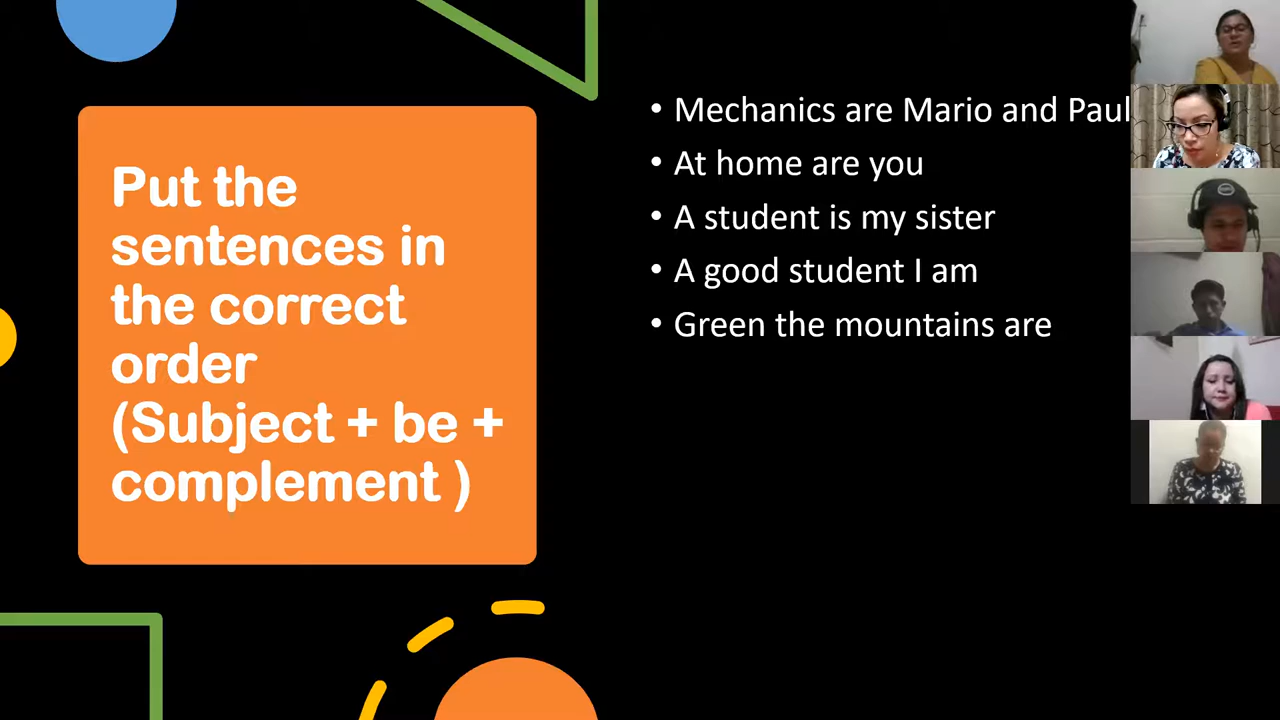 Put the
sentences in
the correct
order
(Subject + be +
complement )
• Mechanics are Mario and Paul
• At home are you
• A student is my sister
• A good student I am
• Green the mountains are